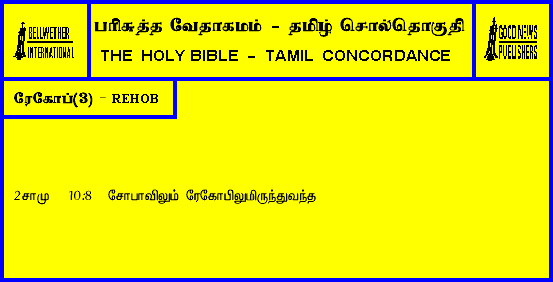 BELLWETHER
INTERNATIONAL
பரிசுத்த வேதாகமம் - தமிழ் சொல்தொகுதி
THE HOLY BIBLE - TAMIL CONCORDANCE
GOOD NEWS
PUBLISHERS
ரேகோப்(3) - REHOB
2சாமு 10:8 சோபாவிலும் ரேகோபிலுமிருந்துவந்த